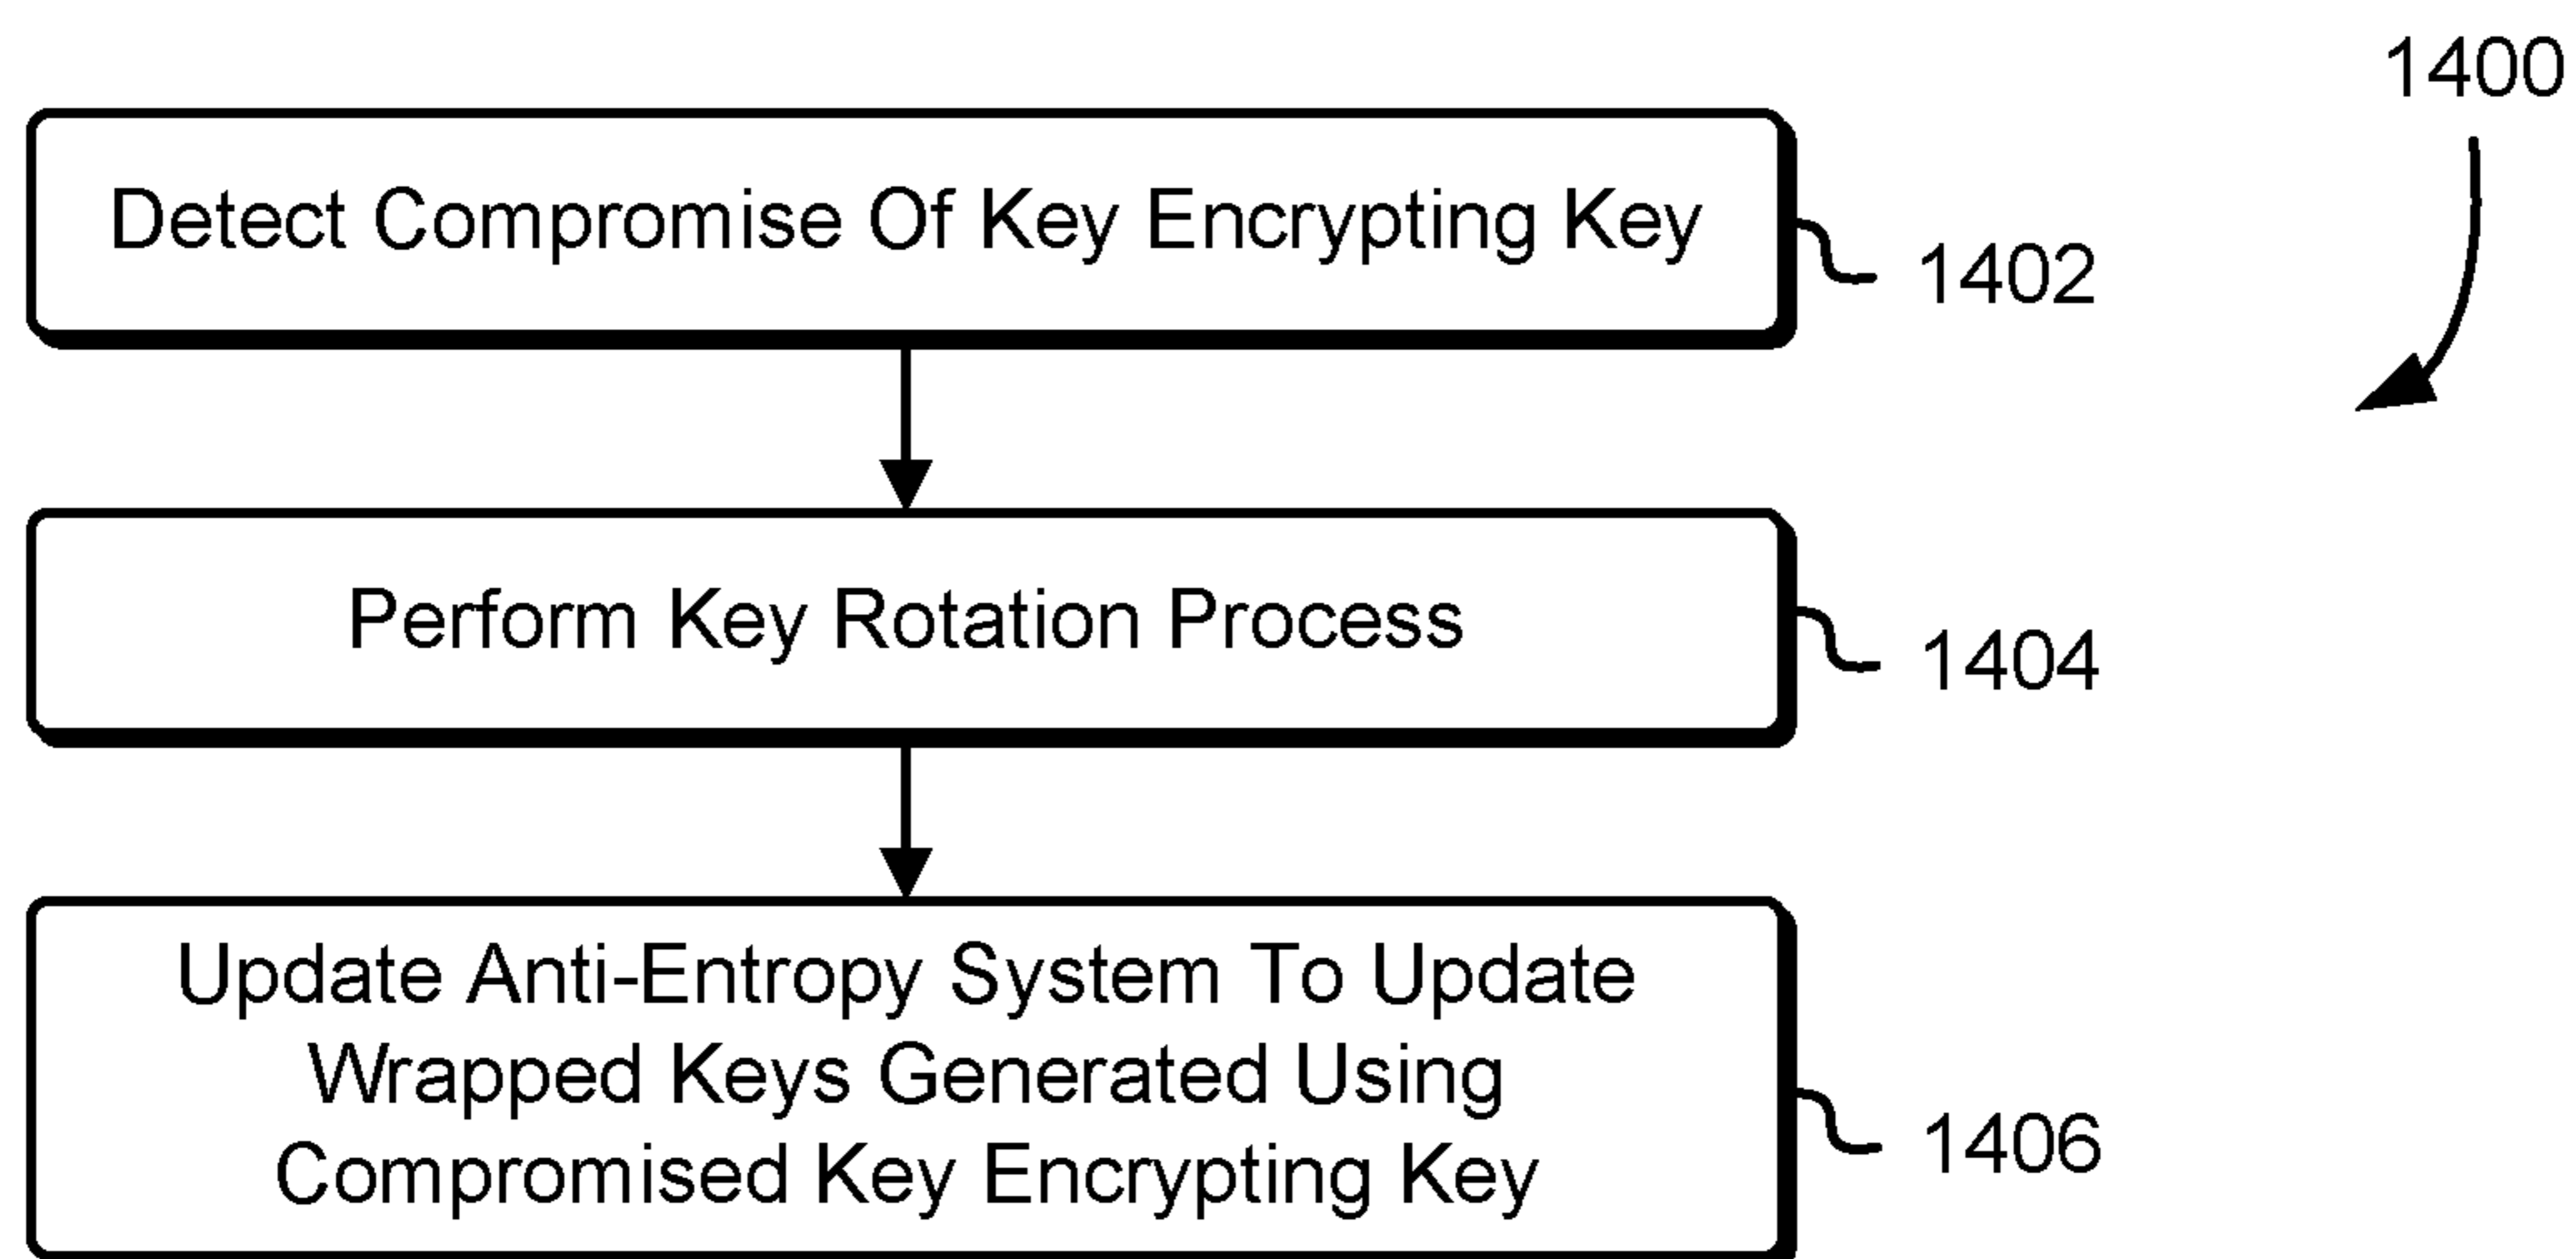 1400
Detect Compromise Of Key Encrypting Key
1402
Perform Key Rotation Process
1404
Update Anti-Entropy System To Update
Wrapped Keys Generated Using
Compromised Key Encrypting Key
1406